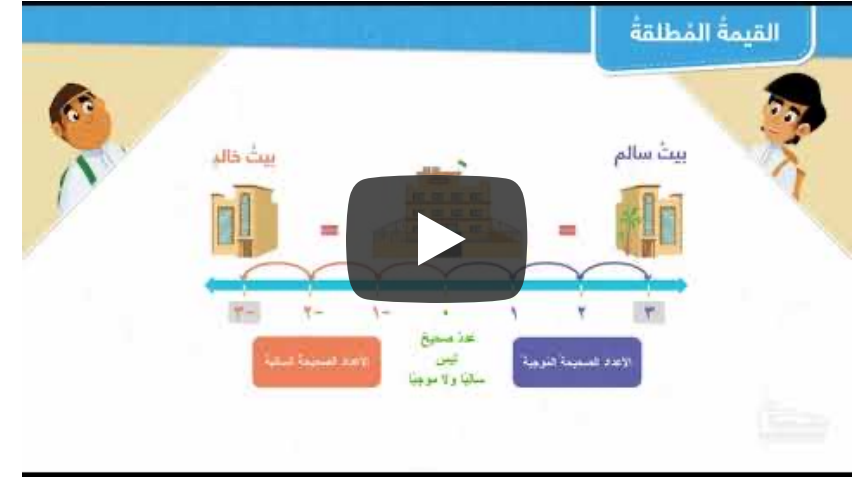 القيمةُ المُطلقةُ
بيتُ سالم
بيتُ خالدٍ
=
=
-٣ -٢ -١ ٠ ١ ٢ ٣
الأعداد الصحيحةُ الموجبةُ
عددٌ صحيحٌ
ليس
سالبًا ولا موجبًا
الأعداد الصحيحةُ السالبةُ